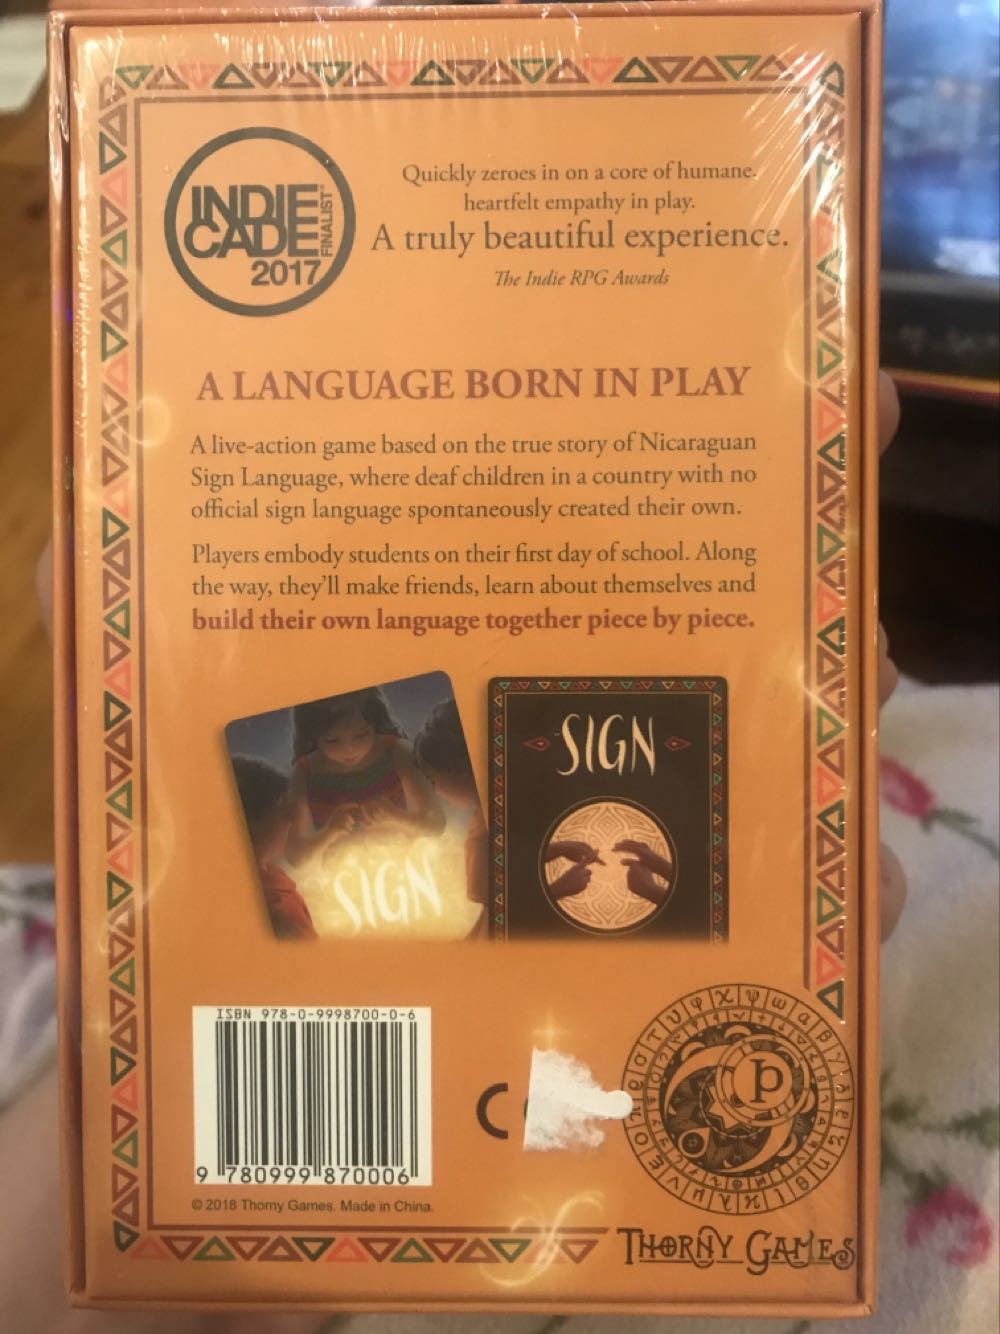 INDIE
CADE
FINALIST
2017
Quickly zeroes in on a core of humane.
heartfelt empathy in play.
A truly beautiful experience.
The Indie RPG Awards
A LANGUAGE BORN IN PLAY
A live-action game based on the true story of Nicaraguan
Sign Language, where deaf children in a country with no
official sign language spontaneously created their own.
Players embody students on their first day of school. Along
the way, they'll make friends, learn about themselves and
build their own language together piece by piece.
SIGN
SIGN
ISBN 978-0-9998700-0-6
9 780999 870006
© 2018 Thorny Games. Made in China.
C
þ
THORNY GAMES